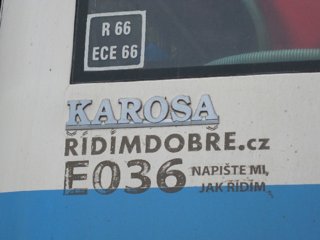 R 66
ECE 66
KAROSA
ŘÍDÍMDOBŘE.cz
E036 NAPIŠTE MI,
JAK ŘÍDÍM